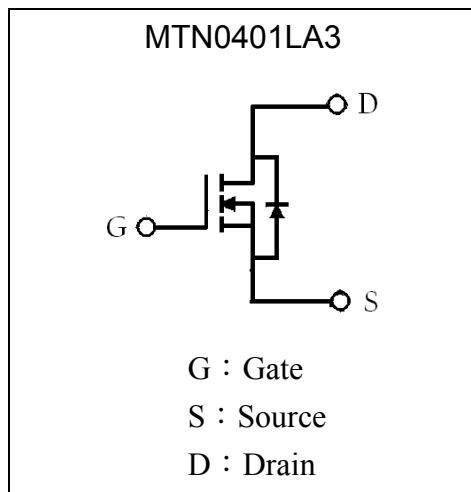 MTN0401LA3
D
G
S
G：Gate
S：Source
D：Drain